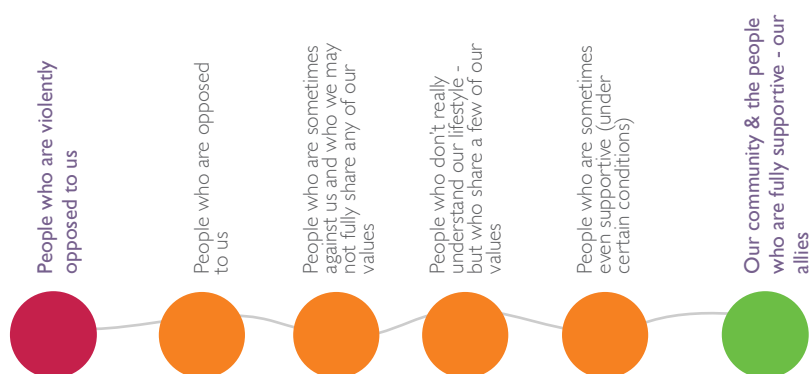 People who are violently
opposed to us
People who are opposed
to us
People who are sometimes
against us and who we may
not fully share any of our
values
People who don't really
understand our lifestyle -
but who share a few of our
values
People who are sometimes
even supportive (under
certain conditions)
Our community & the people
who are fully supportive - our
allies